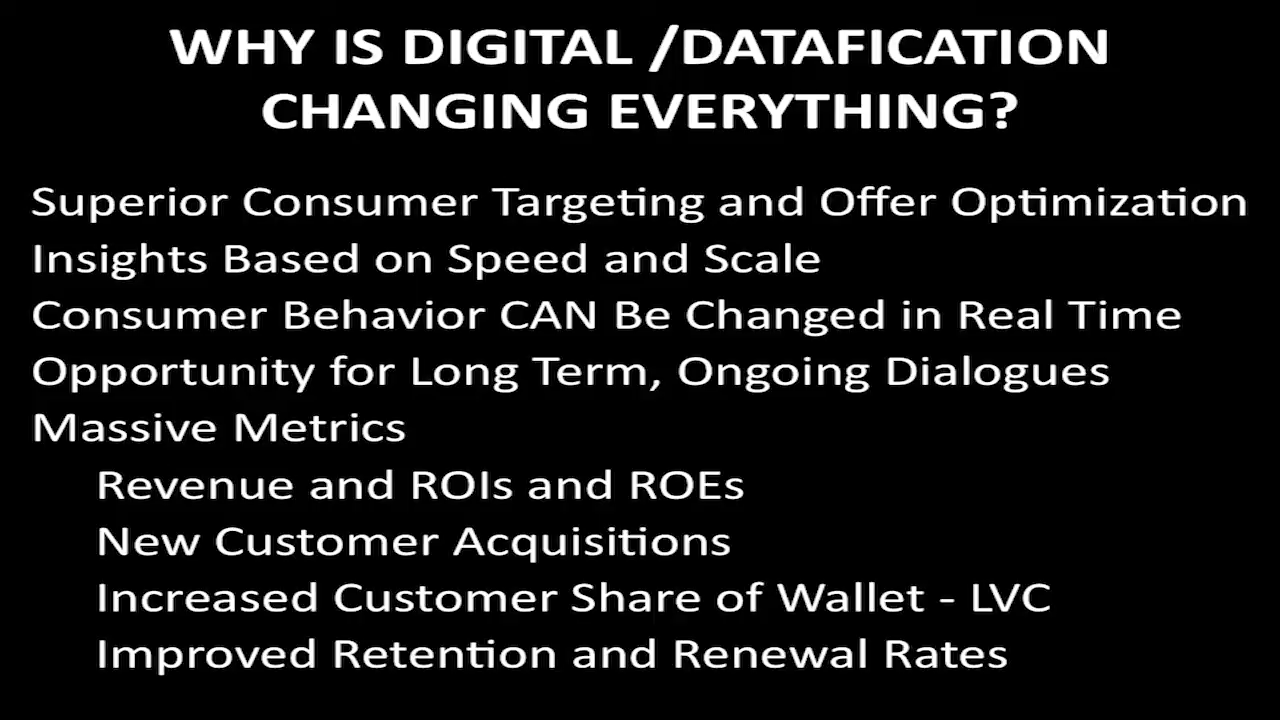 WHY IS DIGITAL /DATAFICATION
CHANGING EVERYTHING?
Superior Consumer Targeting and Offer Optimization
Insights Based on Speed and Scale
Consumer Behavior CAN Be Changed in Real Time
Opportunity for Long Term, Ongoing Dialogues
Massive Metrics
Revenue and ROIs and ROEs
New Customer Acquisitions
Increased Customer Share of Wallet - LVC
Improved Retention and Renewal Rates